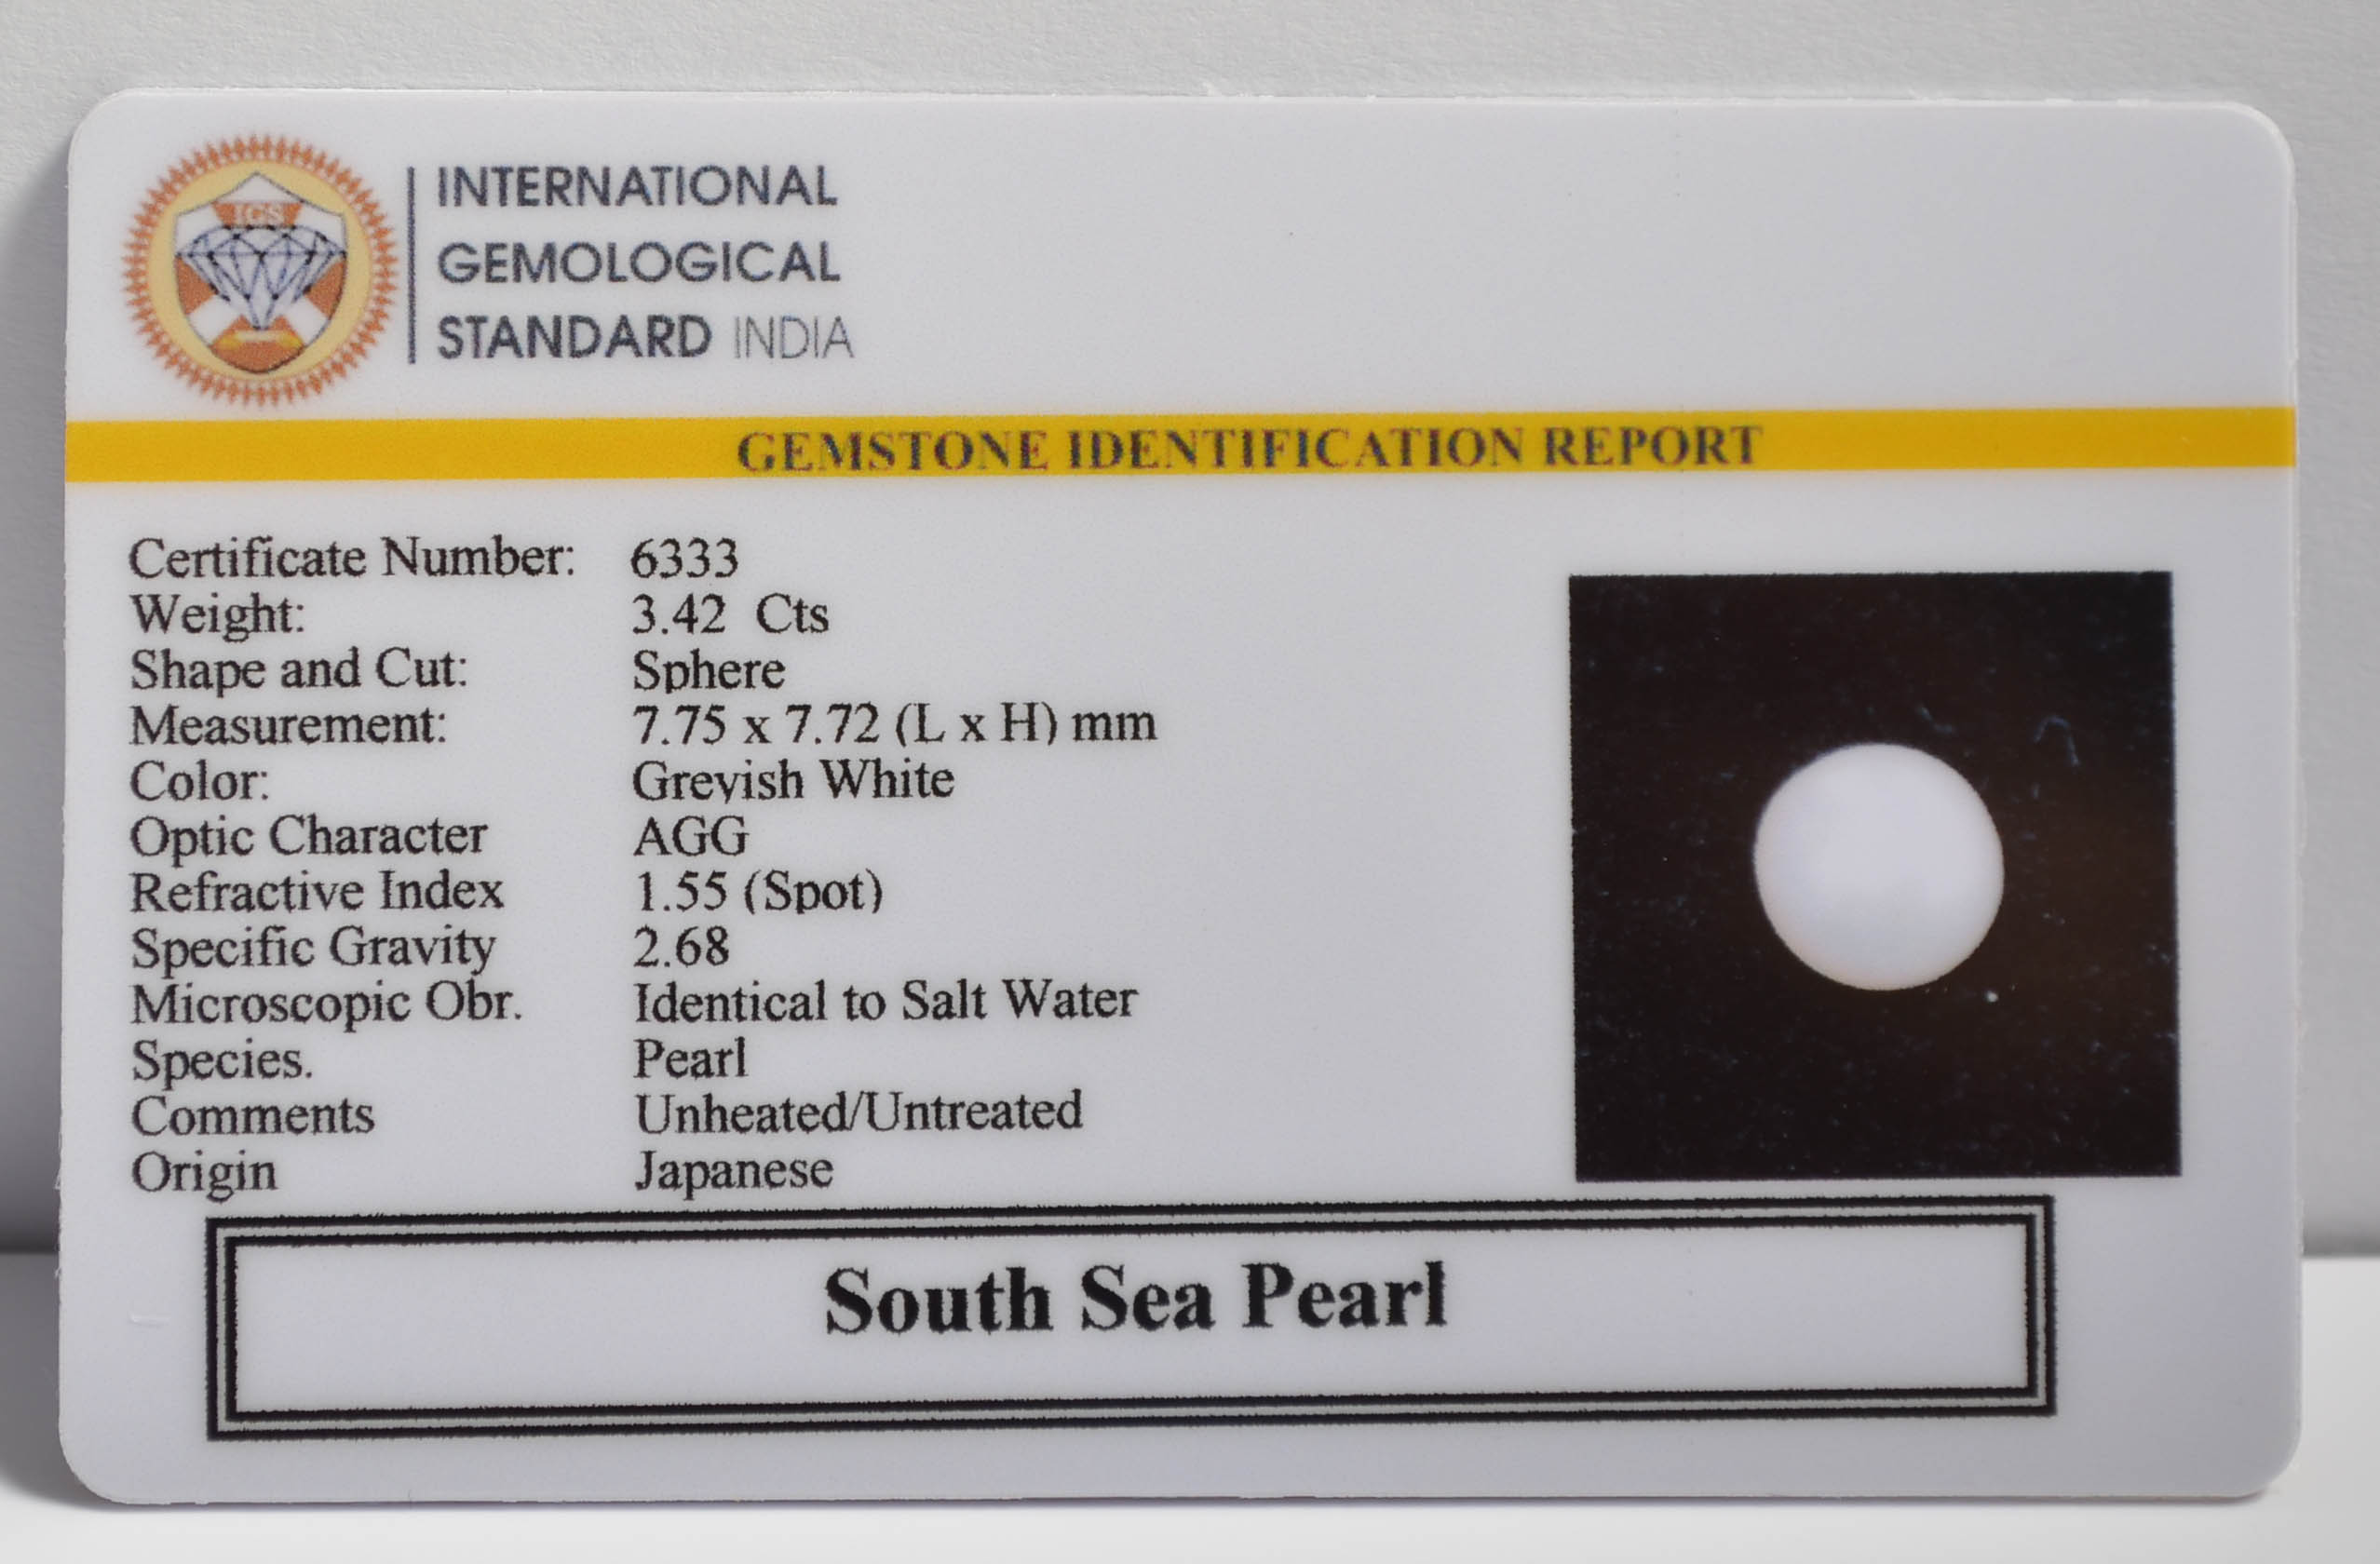 IGS
INTERNATIONAL
GEMOLOGICAL
STANDARD INDIA
GEMSTONE IDENTIFICATION REPORT
Certificate Number: 6333
Weight: 3.42 Cts
Shape and Cut: Sphere
Measurement: 7.75 x 7.72 (L x H) mm
Color: Greyish White
Optic Character AGG
Refractive Index 1.55 (Spot)
Specific Gravity 2.68
Microscopic Obr. Identical to Salt Water
Species. Pearl
Comments Unheated/Untreated
Origin Japanese
South Sea Pearl